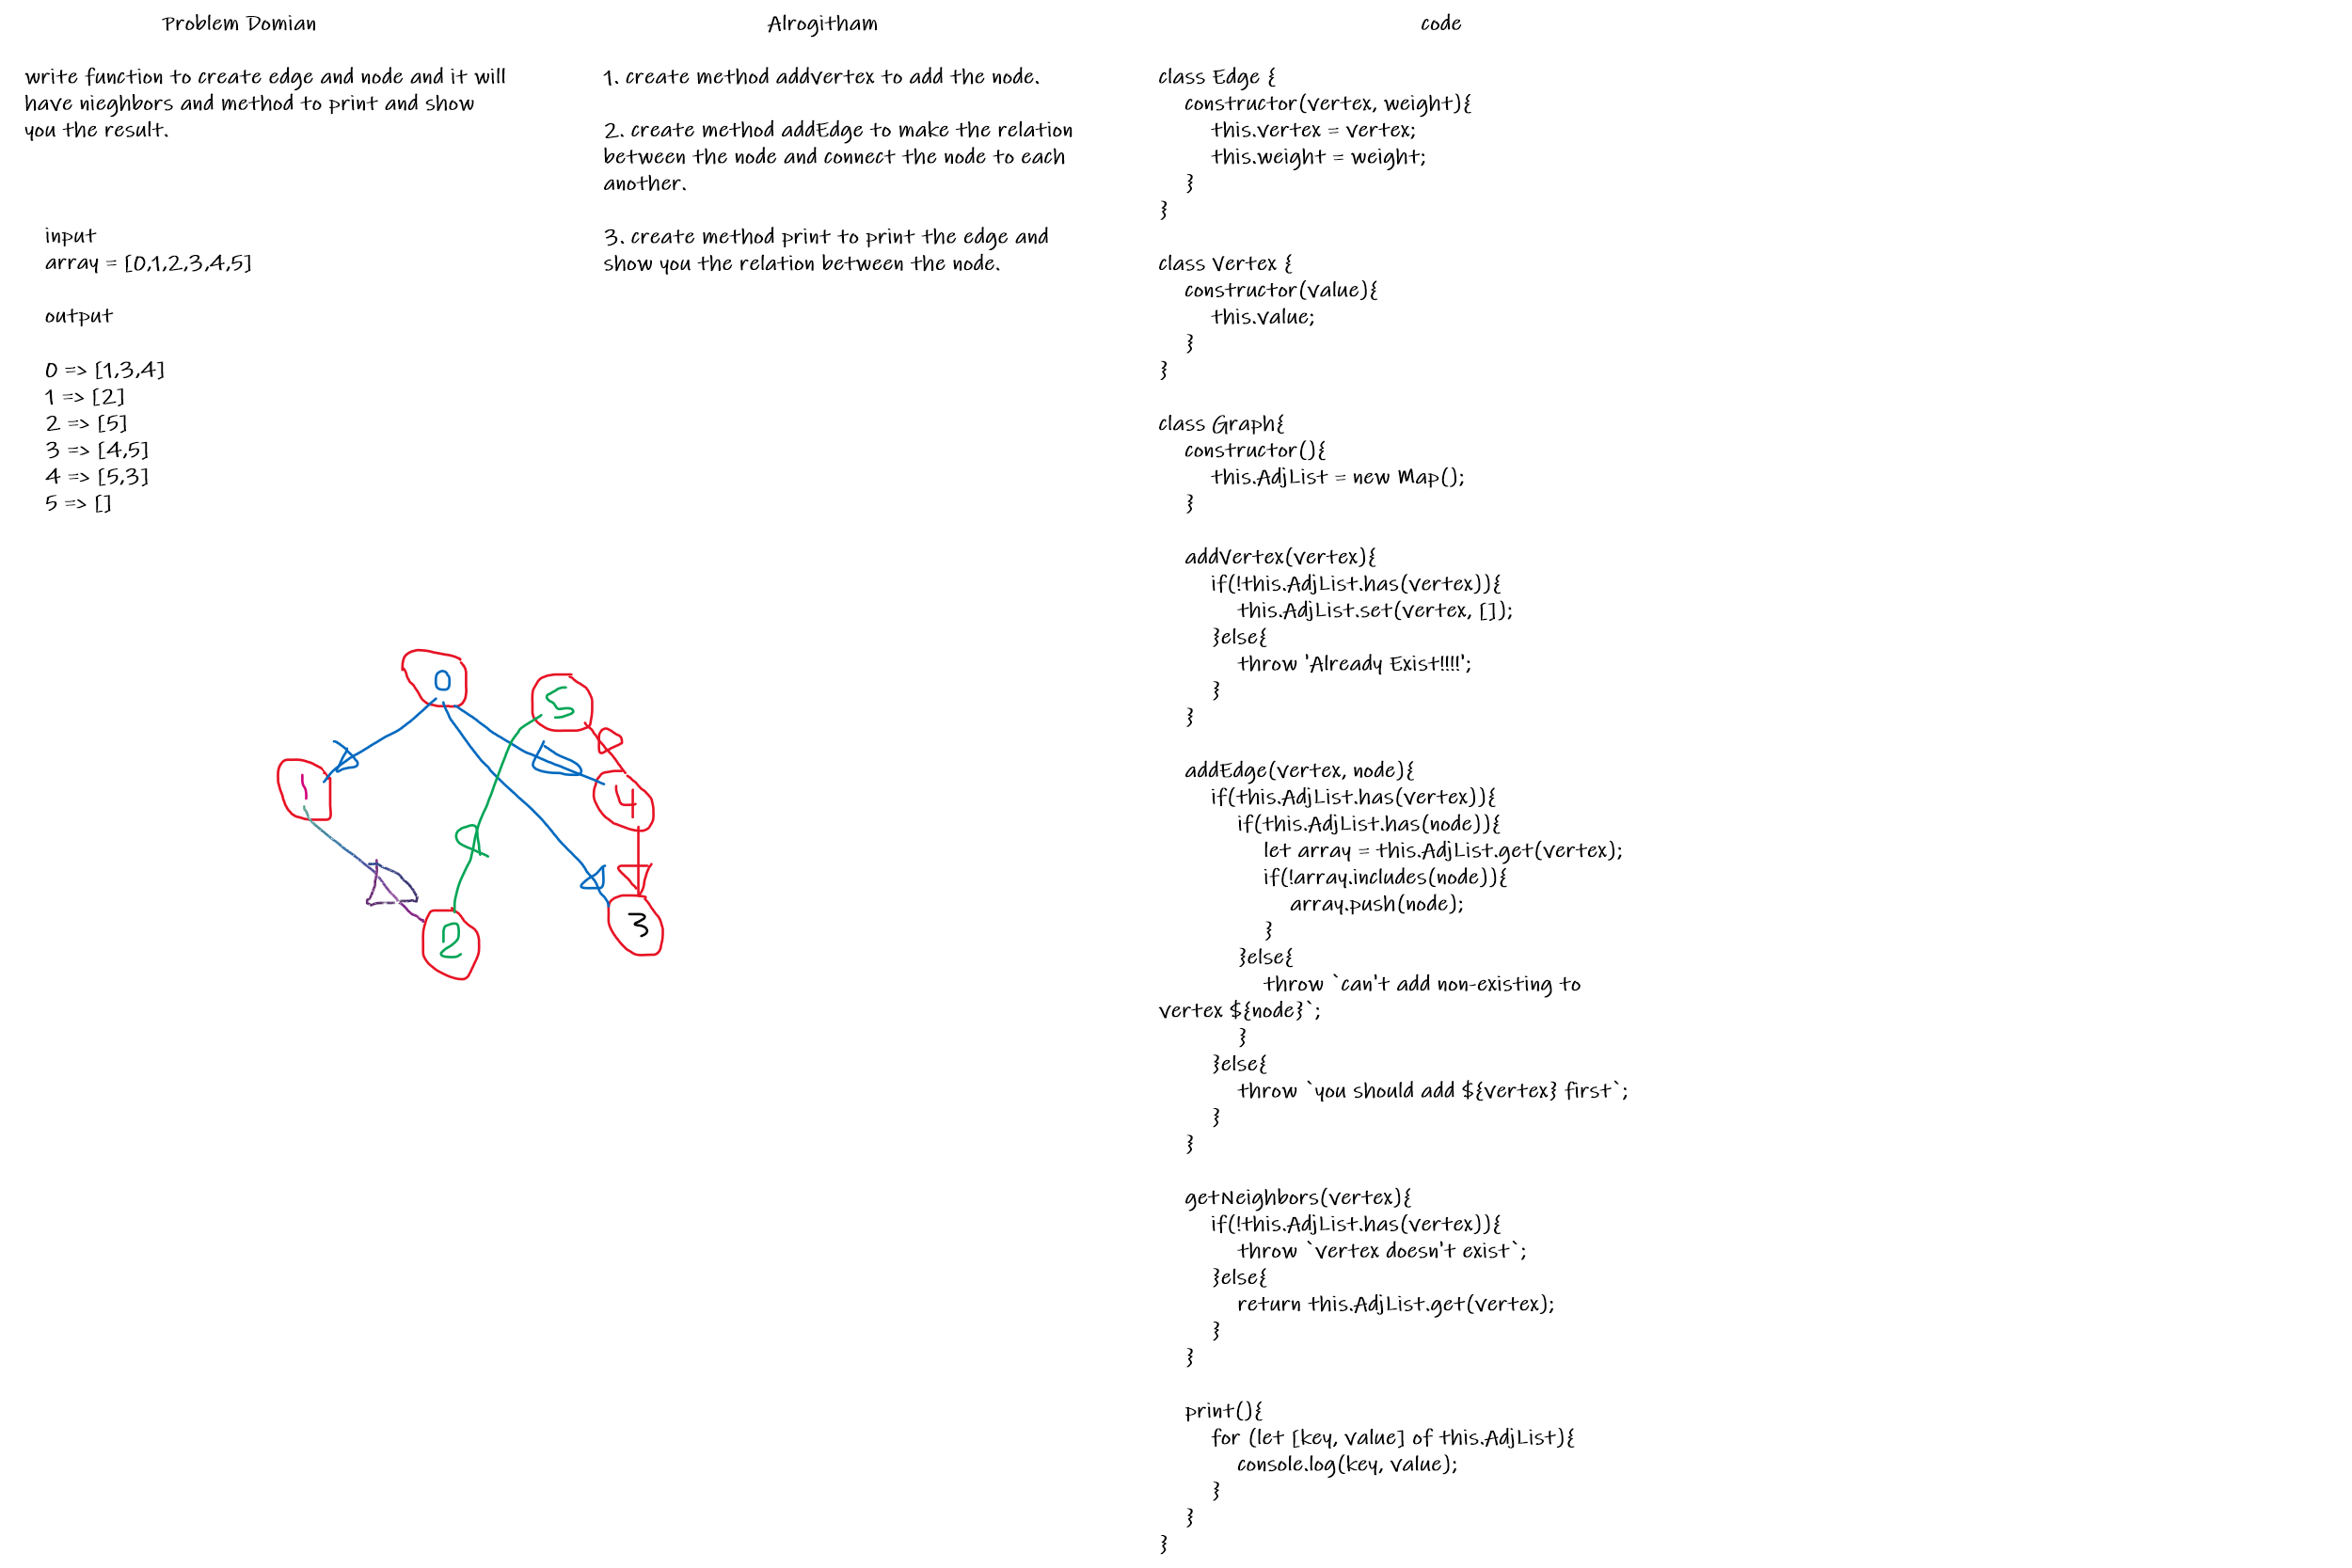 Problem Domian
write function to create edge and node and it will
have nieghbors and method to print and show
you the result.
input
array = [0,1,2,3,4,5]
output
0 => [1,3,4]
1 => [2]
2 => [5]
3 => [4,5]
4 => [5,3]
5 => []
0
5
1
4
2
3
Alrogitham
1. create method addvertex to add the node.
2. create method addEdge to make the relation
between the node and connect the node to each
another.
3. create method print to print the edge and
show you the relation between the node.
code
class Edge {
constructor(vertex, weight){
this.vertex = vertex;
this.weight = weight;
}
}
class Vertex {
constructor(value){
this.value;
}
}
class Graph{
constructor(){
this.AdjList = new Map();
}
addVertex(vertex){
if(!this.AdjList.has(vertex)){
this.AdjList.set(vertex, []);
}else{
throw 'Already Exist!!!!';
}
}
addEdge(vertex, node){
if(this.AdjList.has(vertex)){
if(this.AdjList.has(node)){
let array = this.AdjList.get(vertex);
if(!array.includes(node)){
array.push(node);
}
}else{
throw `can't add non-existing to
vertex ${node}`;
}
}else{
throw `you should add ${vertex} first`;
}
}
getNeighbors(vertex){
if(!this.AdjList.has(vertex)){
throw `vertex doesn't exist`;
}else{
return this.AdjList.get(vertex);
}
}
print(){
for (let [key, value] of this.AdjList){
console.log(key, value);
}
}
}